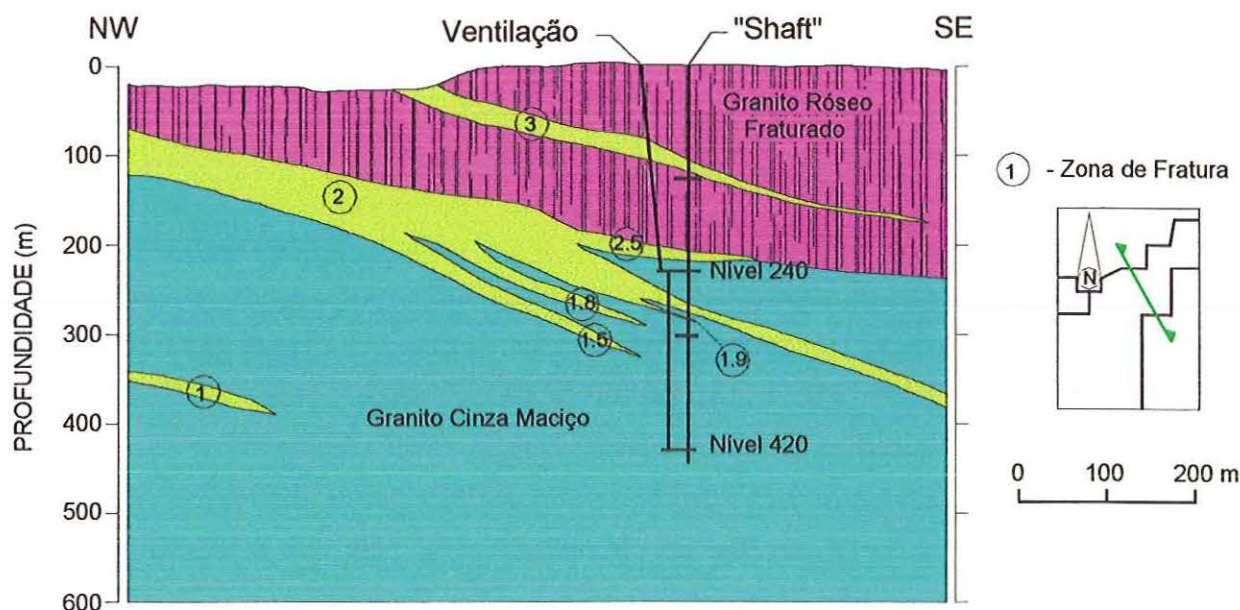 NW
Ventilação
"Shaft"
SE
0
100
200
300
400
500
600
PROFUNDIDADE (m)
Granito Róseo
Fraturado
3
2
2.5
Nível 240
1.8
1.5
1.9
1
Granito Cinza Maciço
Nível 420
1 - Zona de Fratura
N
0 100 200 m